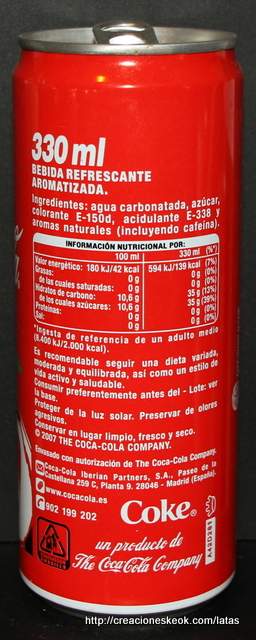 330 ml
BEBIDA REFRESCANTE
AROMATIZADA.
Ingredientes: agua carbonatada, azúcar,
colorante E-150d, acidulante E-338 y
aromas naturales (incluyendo cafeína).
INFORMACIÓN NUTRICIONAL POR:
100 ml 330 ml (%*)
Valor energético: 180 kJ/42 kcal 594 kJ/139 kcal (7%)
Grasas: 0 g 0 g (0%)
de las cuales saturadas: 0 g 0 g (0%)
Hidratos de carbono: 10,6 g 35 g (13%)
de los cuales azúcares: 10,6 g 35 g (39%)
Proteínas: 0 g 0 g (0%)
Sal: 0 g 0 g (0%)
*Ingesta de referencia de un adulto medio
(8.400 kJ/2.000 kcal).
Es recomendable seguir una dieta variada,
moderada y equilibrada, así como un estilo de
vida activo y saludable.
Consumir preferentemente antes del - Lote: ver
la base.
Proteger de la luz solar. Preservar de olores
agresivos.
Conservar en lugar limpio, fresco y seco.
© 2007 THE COCA-COLA COMPANY.
Envasado con autorización de The Coca-Cola Company.
Coca-Cola Iberian Partners, S.A., Paseo de la
Castellana 259 C, Planta 9. 28046 - Madrid (España).
www.cocacola.es
902 199 202
Coke®
un producto de
The Coca-Cola Company
http://creacioneskeok.com/latas